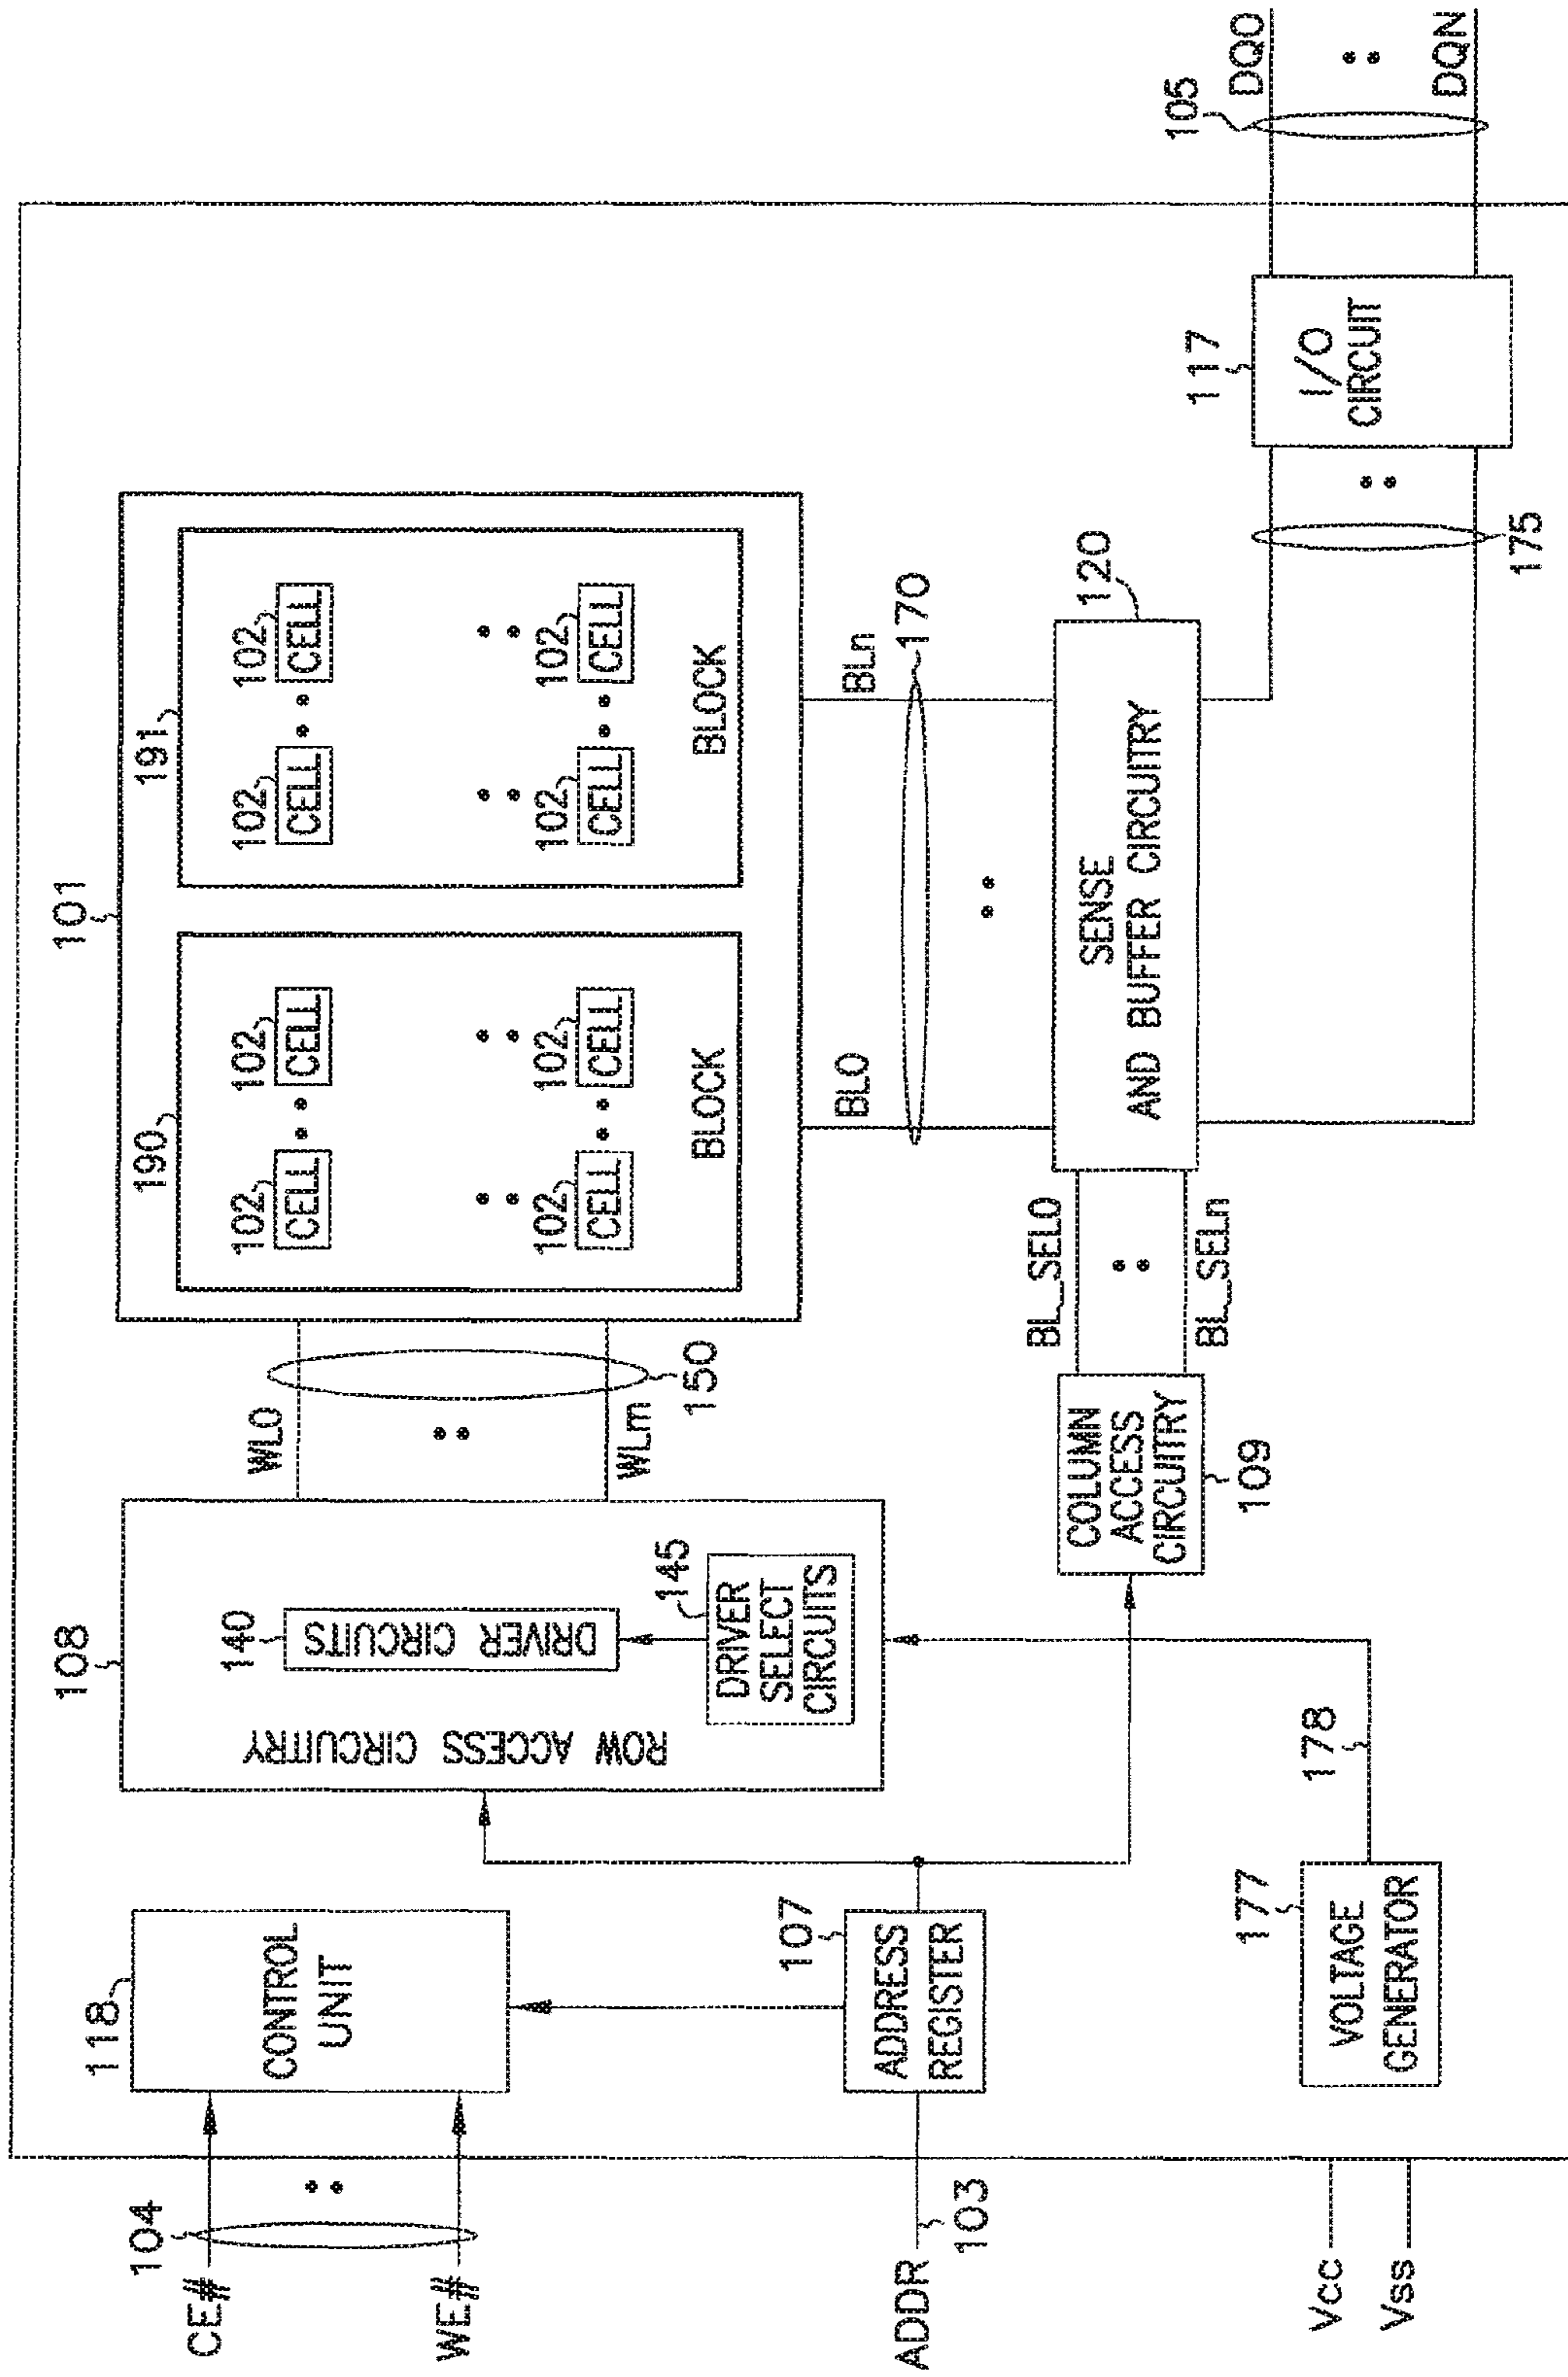 104
CE#
WE#
118
CONTROL
UNIT
108
ROW ACCESS CIRCUITRY
140
DRIVER CIRCUITS
145
DRIVER
SELECT
CIRCUITS
WL0
WLm
150
101
190
102
CELL
102
CELL
102
CELL
102
CELL
BLOCK
191
102
CELL
102
CELL
102
CELL
102
CELL
BLOCK
ADDR
103
107
ADDRESS
REGISTER
BL0
BLn
170
COLUMN
ACCESS
CIRCUITRY
109
BL_SEL0
BL_SELn
SENSE
AND BUFFER CIRCUITRY
120
Vcc
Vss
177
VOLTAGE
GENERATOR
178
175
117
I/O
CIRCUIT
105
DQ0
DQN